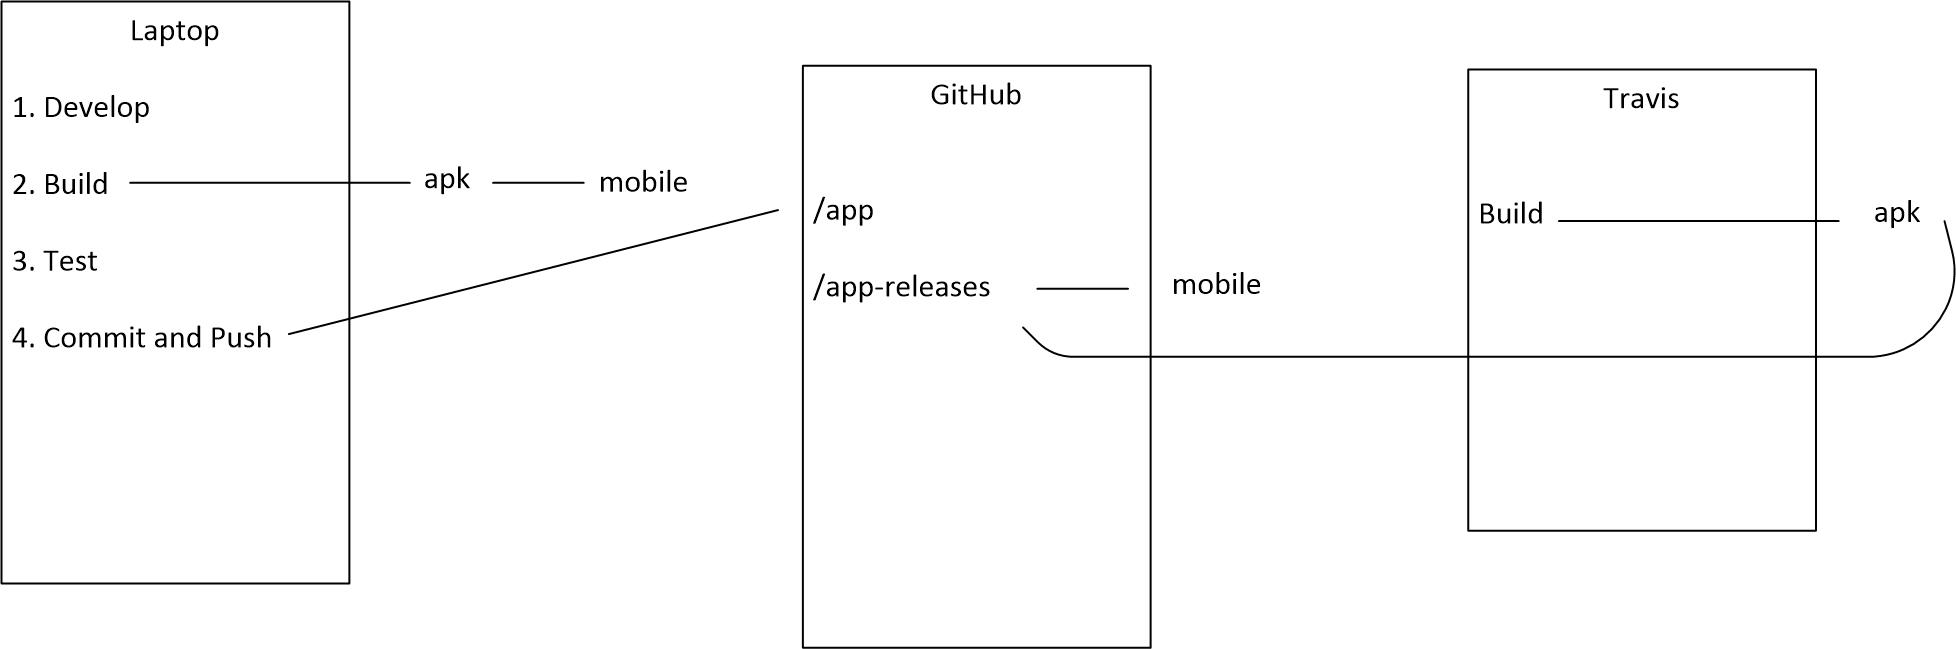 Laptop
1. Develop
2. Build
apk
mobile
3. Test
4. Commit and Push
GitHub
/app
/app-releases
mobile
Travis
Build
apk